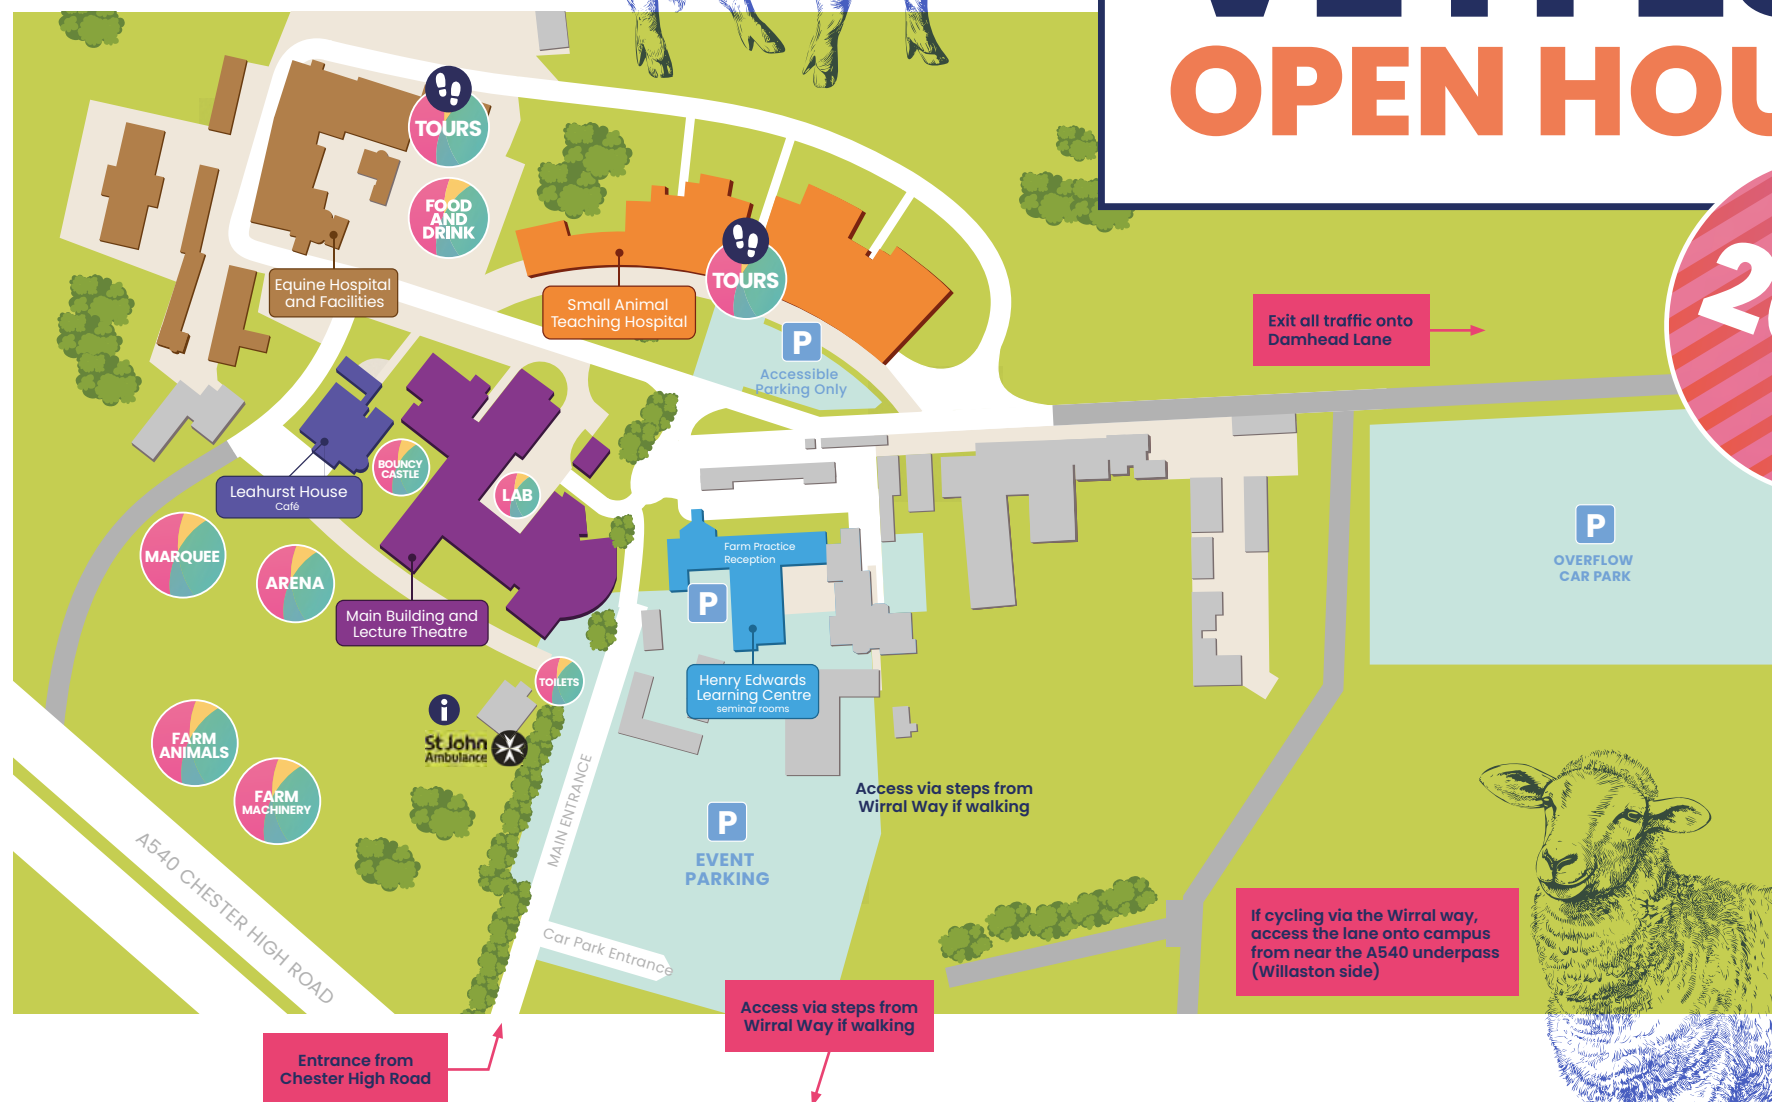 OPEN HOU
TOURS
FOOD
AND
DRINK
Equine Hospital
and Facilities
Small Animal
Teaching Hospital
TOURS
P
Accessible
Parking Only
Exit all traffic onto
Damhead Lane
2
BOUNCY
CASTLE
LAB
Leahurst House
Café
MARQUEE
ARENA
Main Building and
Lecture Theatre
Farm Practice
Reception
P
P
OVERFLOW
CAR PARK
Henry Edwards
Learning Centre
seminar rooms
TOILETS
i
St John
Ambulance
FARM
ANIMALS
FARM
MACHINERY
MAIN ENTRANCE
Access via steps from
Wirral Way if walking
P
EVENT
PARKING
A540 CHESTER HIGH ROAD
Car Park Entrance
If cycling via the Wirral way,
access the lane onto campus
from near the A540 underpass
(Willaston side)
Access via steps from
Wirral Way if walking
Entrance from
Chester High Road